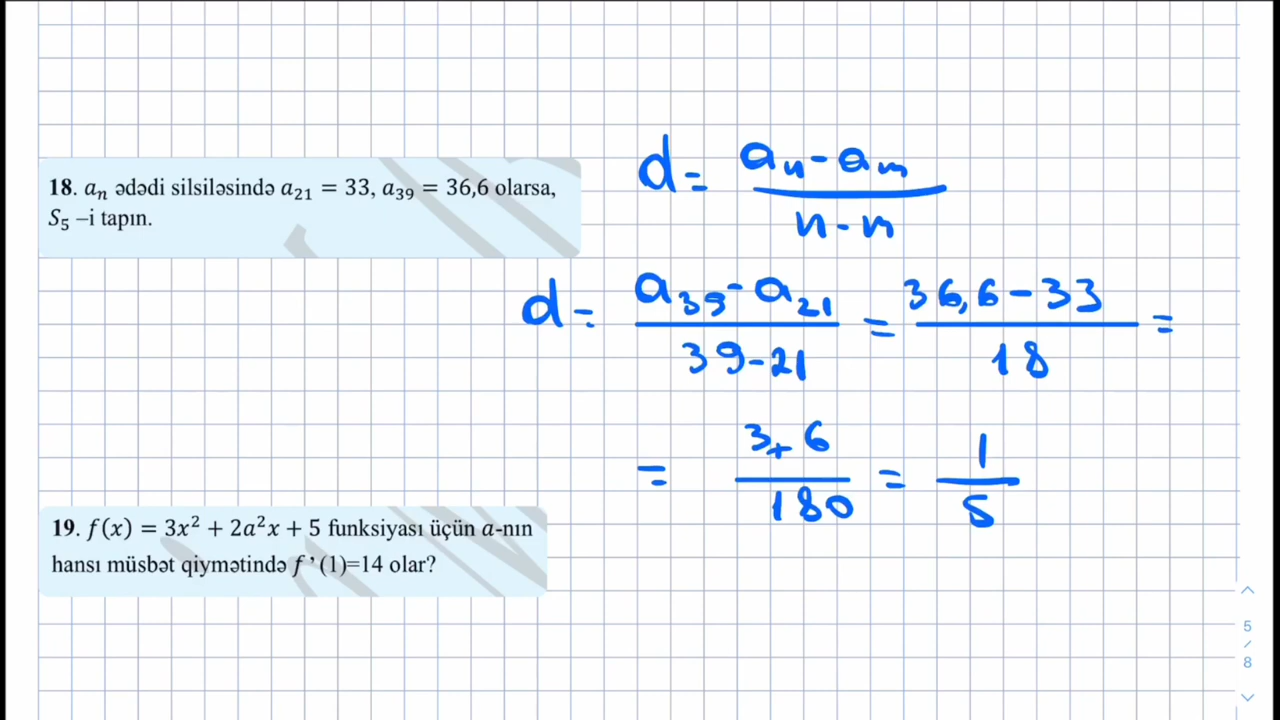 18. aₙ ədədi silsiləsində a₂₁ = 33, a₃₉ = 36,6 olarsa,
S₅ –i tapın.
d = (aₙ - aₘ) / (n - m)
d = (a₃₉ - a₂₁) / (39 - 21) = (36,6 - 33) / 18 =
= 3,6 / 180 = 1 / 5
19. f(x) = 3x² + 2a²x + 5 funksiyası üçün a-nın
hansı müsbət qiymətində f ’ (1)=14 olar?
5
/
8